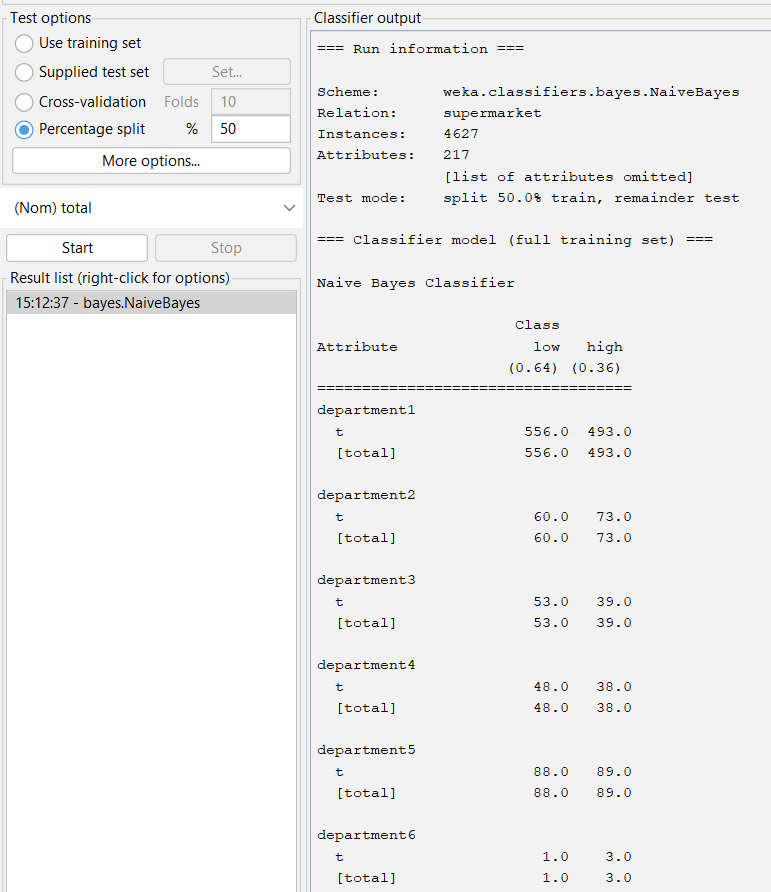 Test options
Use training set
Supplied test set Set...
Cross-validation Folds 10
Percentage split % 50
More options...
(Nom) total
Start Stop
Result list (right-click for options)
15:12:37 - bayes.NaiveBayes
Classifier output
=== Run information ===
Scheme: weka.classifiers.bayes.NaiveBayes
Relation: supermarket
Instances: 4627
Attributes: 217
[list of attributes omitted]
Test mode: split 50.0% train, remainder test
=== Classifier model (full training set) ===
Naive Bayes Classifier
Class
Attribute low high
(0.64) (0.36)
===================================
department1
t 556.0 493.0
[total] 556.0 493.0
department2
t 60.0 73.0
[total] 60.0 73.0
department3
t 53.0 39.0
[total] 53.0 39.0
department4
t 48.0 38.0
[total] 48.0 38.0
department5
t 88.0 89.0
[total] 88.0 89.0
department6
t 1.0 3.0
[total] 1.0 3.0